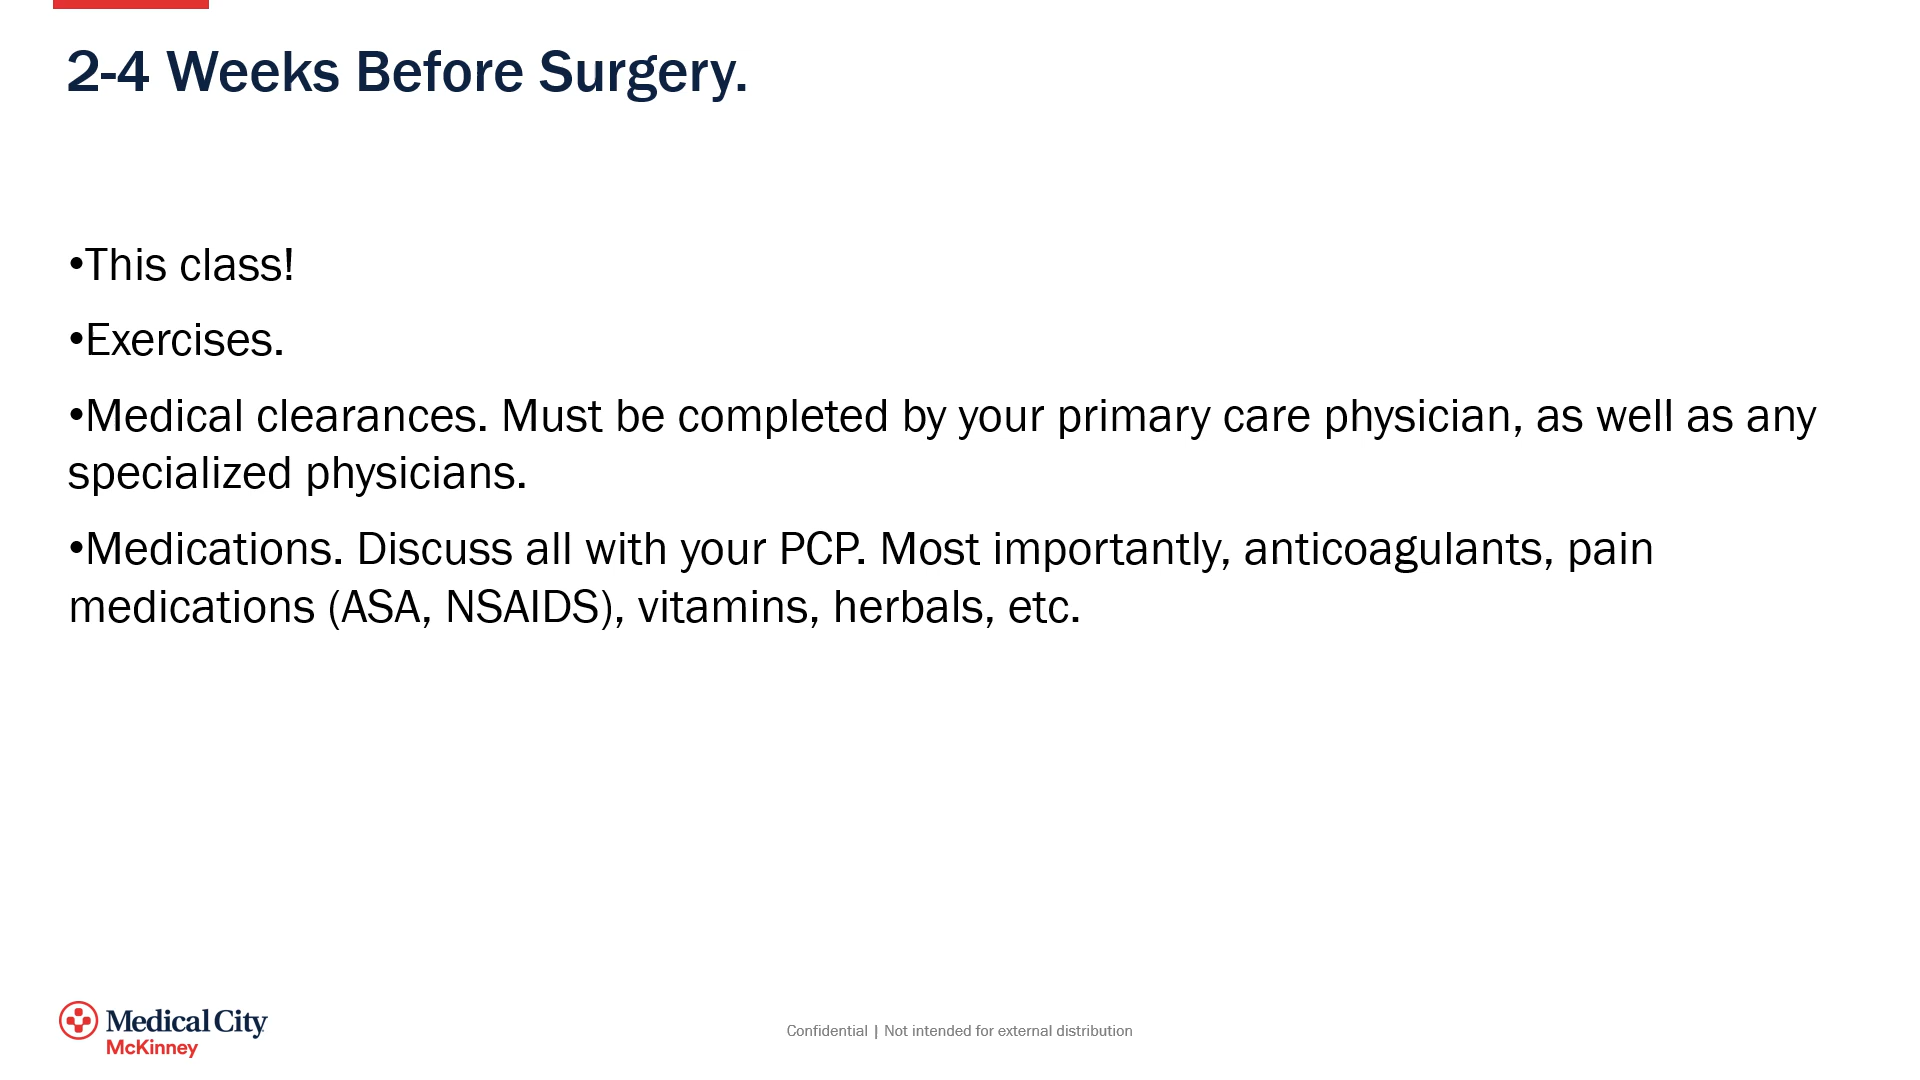 2-4 Weeks Before Surgery.
•This class!
•Exercises.
•Medical clearances. Must be completed by your primary care physician, as well as any
specialized physicians.
•Medications. Discuss all with your PCP. Most importantly, anticoagulants, pain
medications (ASA, NSAIDS), vitamins, herbals, etc.
Medical City
McKinney
Confidential | Not intended for external distribution